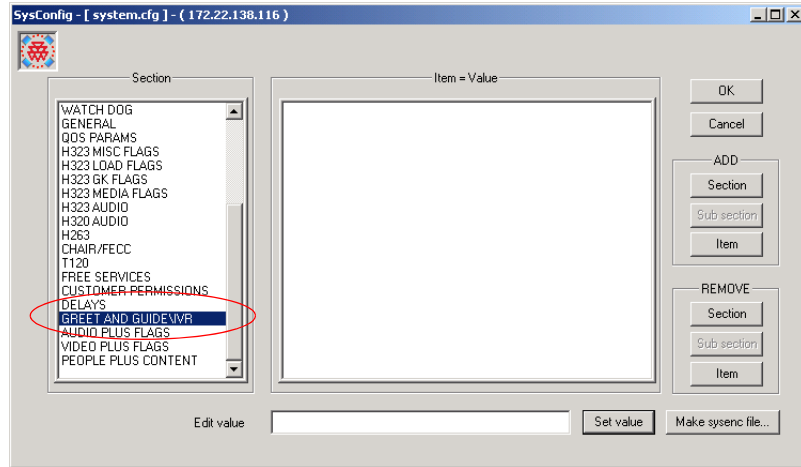 SysConfig - [ system.cfg ] - ( 172.22.138.116 )
Section
WATCH DOG
GENERAL
QOS PARAMS
H323 MISC FLAGS
H323 LOAD FLAGS
H323 GK FLAGS
H323 MEDIA FLAGS
H323 AUDIO
H320 AUDIO
H263
CHAIR/FECC
T120
FREE SERVICES
CUSTOMER PERMISSIONS
DELAYS
GREET AND GUIDE\IVR
AUDIO PLUS FLAGS
VIDEO PLUS FLAGS
PEOPLE PLUS CONTENT
Item = Value
OK
Cancel
ADD
Section
Sub section
Item
REMOVE
Section
Sub section
Item
Edit value
Set value
Make sysenc file...